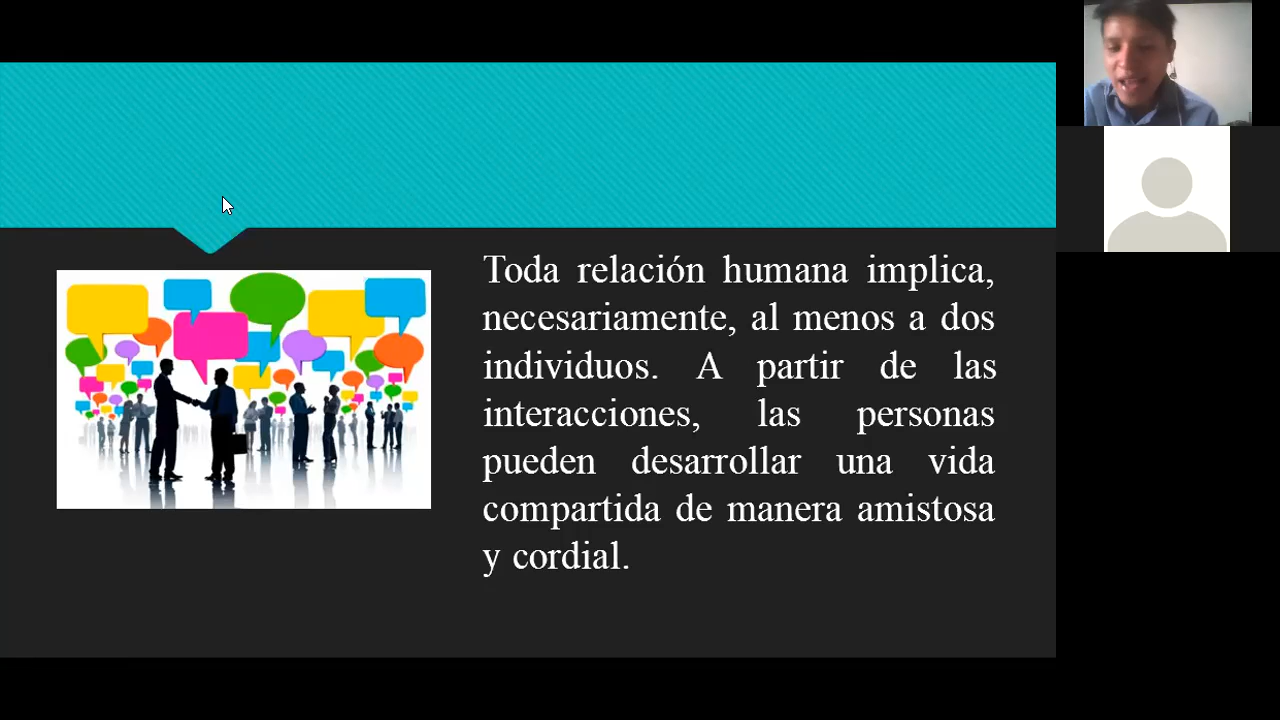 Toda relación humana implica,
necesariamente, al menos a dos
individuos. A partir de las
interacciones, las personas
pueden desarrollar una vida
compartida de manera amistosa
y cordial.